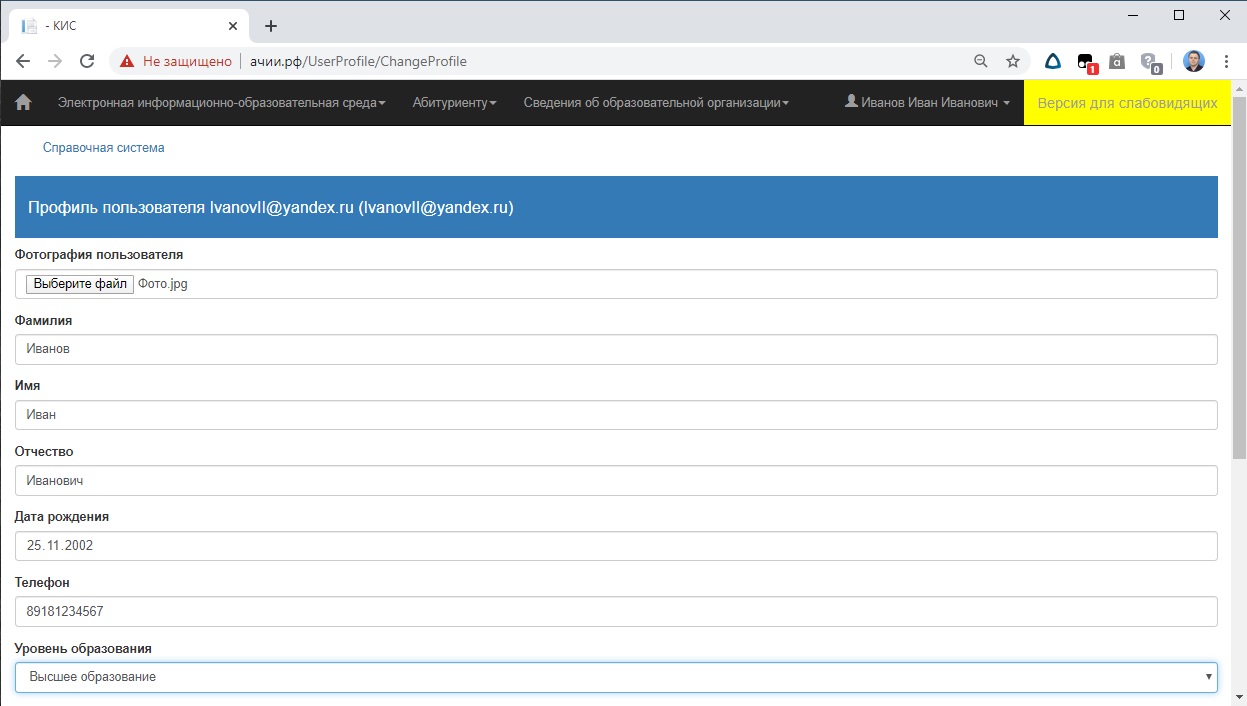 - КИС
Не защищено | ачии.рф/UserProfile/ChangeProfile
1
0
Электронная информационно-образовательная среда Абитуриенту Сведения об образовательной организации Иванов Иван Иванович Версия для слабовидящих
Справочная система
Профиль пользователя IvanovII@yandex.ru (IvanovII@yandex.ru)
Фотография пользователя
Выберите файл Фото.jpg
Фамилия
Иванов
Имя
Иван
Отчество
Иванович
Дата рождения
25.11.2002
Телефон
89181234567
Уровень образования
Высшее образование